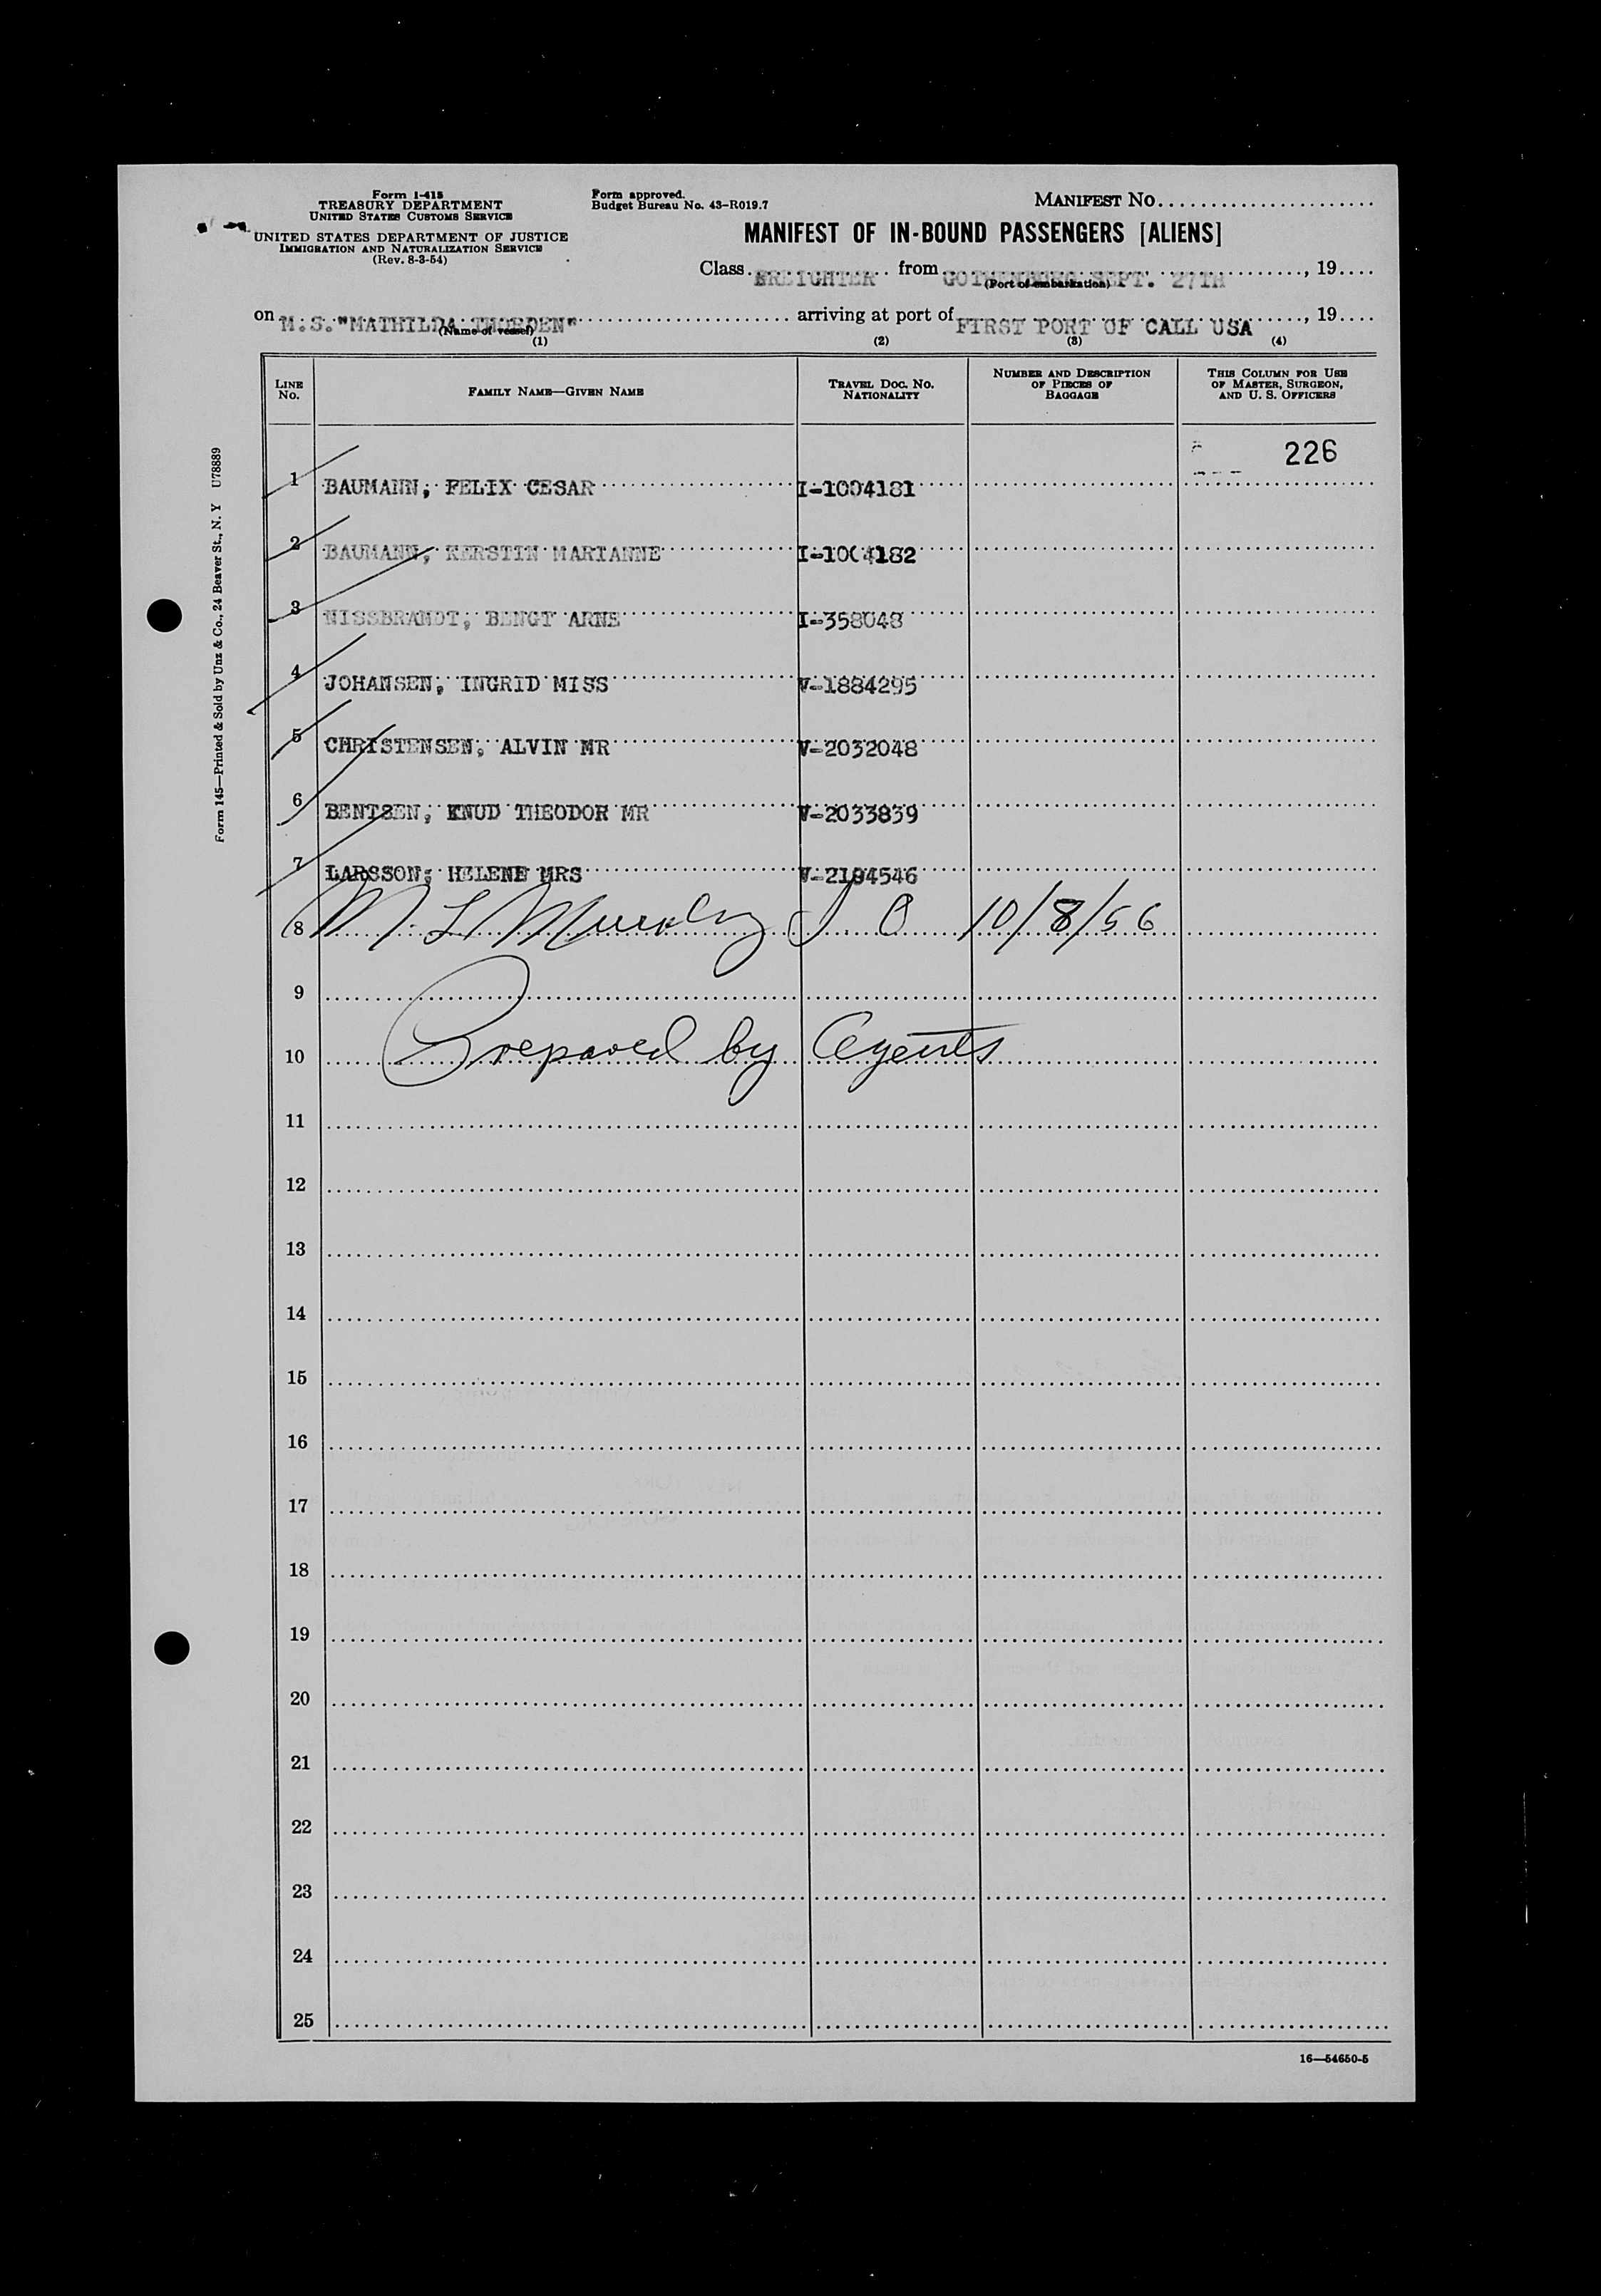 Form I-415
TREASURY DEPARTMENT
UNITED STATES CUSTOMS SERVICE
UNITED STATES DEPARTMENT OF JUSTICE
IMMIGRATION AND NATURALIZATION SERVICE
(Rev. 8-3-54)
Form approved.
Budget Bureau No. 43-R019.7
MANIFEST No.
MANIFEST OF IN-BOUND PASSENGERS [ALIENS]
Class FREIGHTER from GOTHENBURG SEPT. 27TH, 19....
(Port of embarkation)
on M.S."MATHILDA THORDEN" arriving at port of FIRST PORT OF CALL USA, 19....
(Name of vessel)
(1) (2) (3) (4)
LINE No. FAMILY NAME—GIVEN NAME TRAVEL DOC. NO. NATIONALITY NUMBER AND DESCRIPTION OF PIECES OF BAGGAGE THIS COLUMN FOR USE OF MASTER, SURGEON, AND U. S. OFFICERS
226
1 BAUMANN, FELIX CESAR I-1004181
2 BAUMANN, KERSTIN MARIANNE I-1004182
3 NISSBRANDT, BENGT ARNE I-358048
4 JOHANSEN, INGRID MISS V-1884295
5 CHRISTENSEN, ALVIN MR V-2032048
6 BENTSEN, KNUD THEODOR MR V-2033839
7 LARSSON, HELENE MRS V-2184546
8 M. L. Murphy I. O 10/8/56
9
10 Prepared by Agents
11
12
13
14
15
16
17
18
19
20
21
22
23
24
25
16—54650-5
Form 145—Printed & Sold by Unz & Co., 24 Beaver St., N. Y U78889